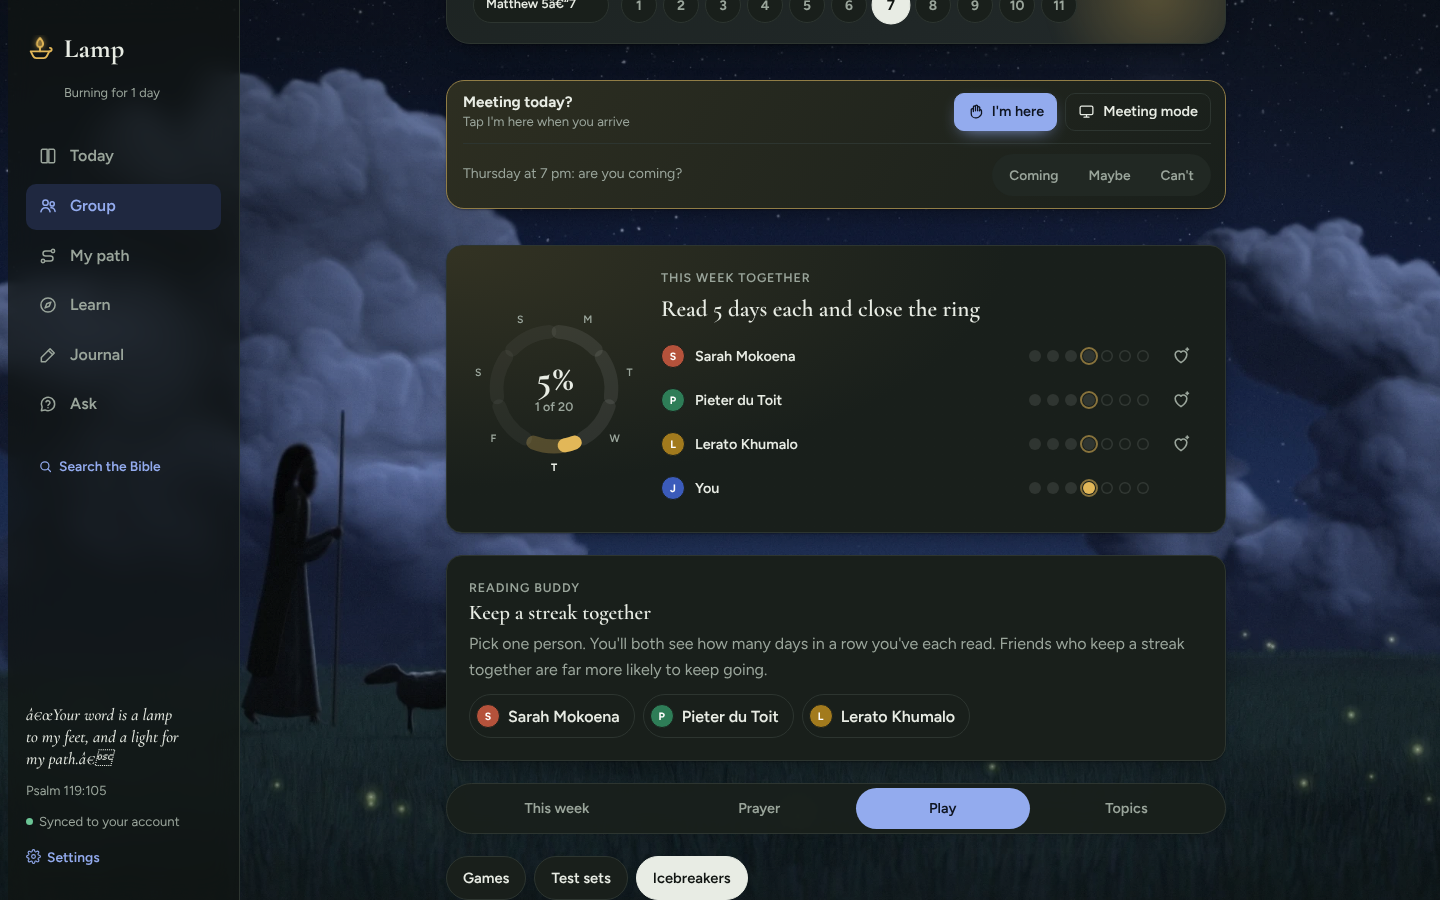 Lamp
Burning for 1 day
Today
Group
My path
Learn
Journal
Ask
Search the Bible
“Your word is a lamp
to my feet, and a light for
my path.â€
Psalm 119:105
Synced to your account
Settings
Matthew 5â€“7
1 2 3 4 5 6 7 8 9 10 11
Meeting today?
Tap I'm here when you arrive
I'm here
Meeting mode
Thursday at 7 pm: are you coming?
Coming Maybe Can't
S M T W T F S
5%
1 of 20
THIS WEEK TOGETHER
Read 5 days each and close the ring
S Sarah Mokoena
P Pieter du Toit
L Lerato Khumalo
J You
READING BUDDY
Keep a streak together
Pick one person. You'll both see how many days in a row you've each read. Friends who keep a streak
together are far more likely to keep going.
S Sarah Mokoena P Pieter du Toit L Lerato Khumalo
This week Prayer Play Topics
Games Test sets Icebreakers